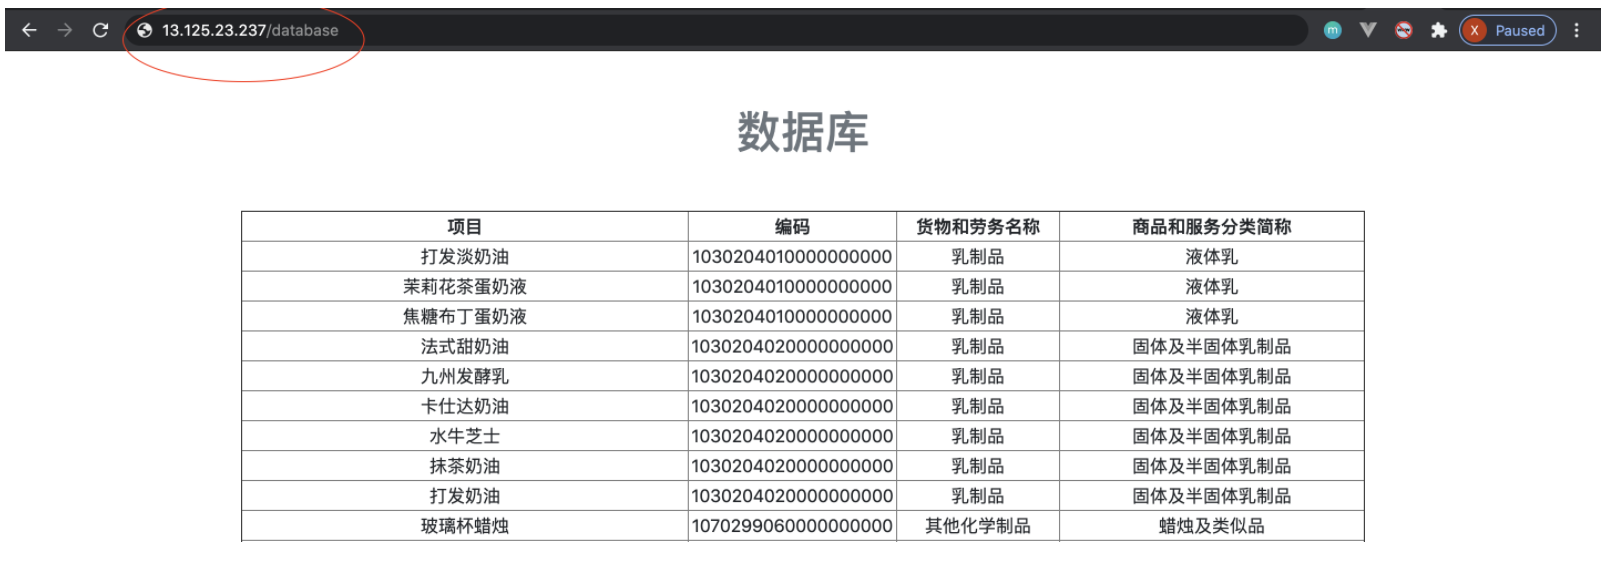 13.125.23.237/database
m
X Paused
数据库
项目 编码 货物和劳务名称 商品和服务分类简称
打发淡奶油 1030204010000000000 乳制品 液体乳
茉莉花茶蛋奶液 1030204010000000000 乳制品 液体乳
焦糖布丁蛋奶液 1030204010000000000 乳制品 液体乳
法式甜奶油 1030204020000000000 乳制品 固体及半固体乳制品
九州发酵乳 1030204020000000000 乳制品 固体及半固体乳制品
卡仕达奶油 1030204020000000000 乳制品 固体及半固体乳制品
水牛芝士 1030204020000000000 乳制品 固体及半固体乳制品
抹茶奶油 1030204020000000000 乳制品 固体及半固体乳制品
打发奶油 1030204020000000000 乳制品 固体及半固体乳制品
玻璃杯蜡烛 1070299060000000000 其他化学制品 蜡烛及类似品